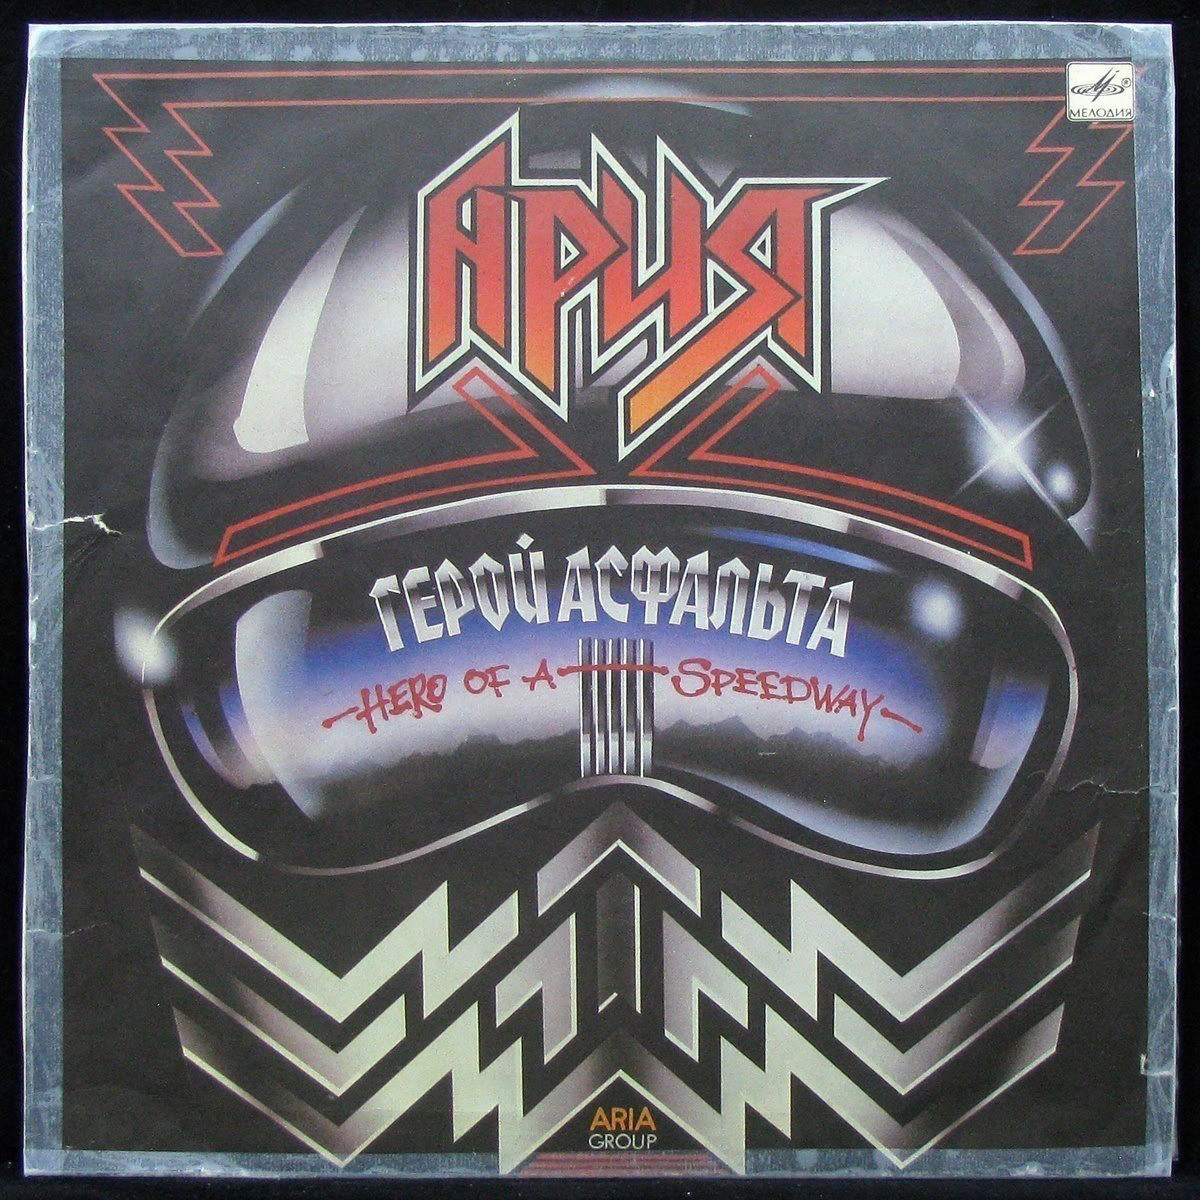 МЕЛОДИЯ
АРИЯ
ГЕРОЙ АСФАЛЬТА
HERO OF A SPEEDWAY
ARIA
GROUP